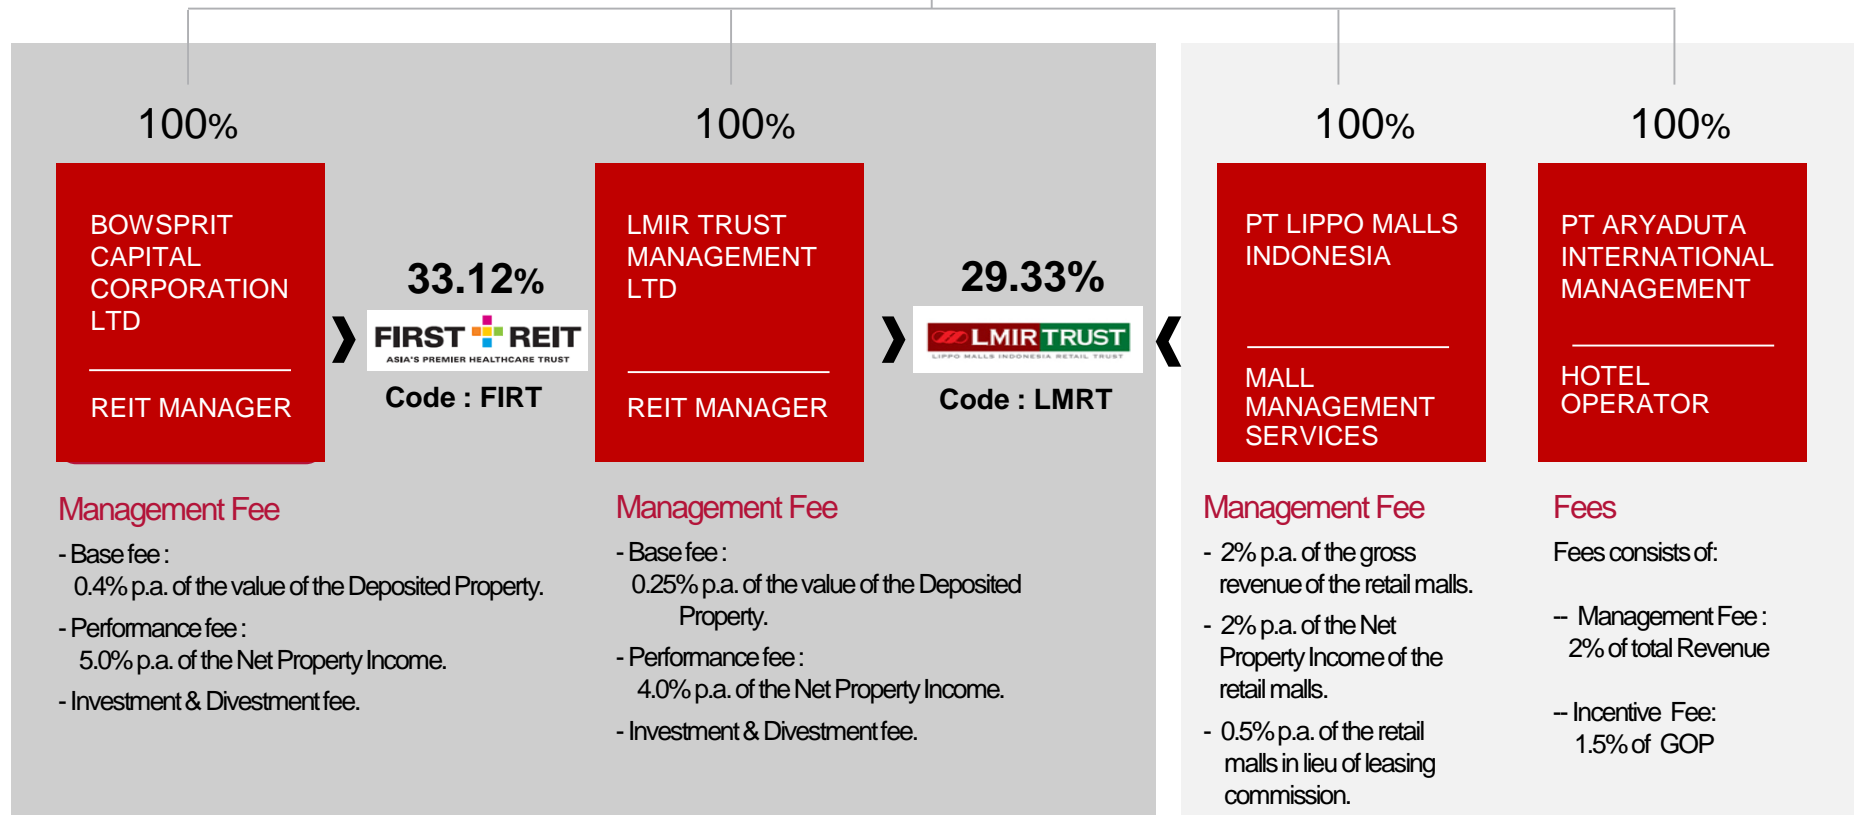 100%
BOWSPRIT
CAPITAL
CORPORATION
LTD
REIT MANAGER
33.12%
FIRST REIT
ASIA'S PREMIER HEALTHCARE TRUST
Code : FIRT
100%
LMIR TRUST
MANAGEMENT
LTD
REIT MANAGER
29.33%
LMIR TRUST
LIPPO MALLS INDONESIA RETAIL TRUST
Code : LMRT
100%
PT LIPPO MALLS
INDONESIA
MALL
MANAGEMENT
SERVICES
100%
PT ARYADUTA
INTERNATIONAL
MANAGEMENT
HOTEL
OPERATOR
Management Fee
- Base fee :
0.4% p.a. of the value of the Deposited Property.
- Performance fee :
5.0% p.a. of the Net Property Income.
- Investment & Divestment fee.
Management Fee
- Base fee :
0.25% p.a. of the value of the Deposited
Property.
- Performance fee :
4.0% p.a. of the Net Property Income.
- Investment & Divestment fee.
Management Fee
- 2% p.a. of the gross
revenue of the retail malls.
- 2% p.a. of the Net
Property Income of the
retail malls.
- 0.5% p.a. of the retail
malls in lieu of leasing
commission.
Fees
Fees consists of:
-- Management Fee :
2% of total Revenue
-- Incentive Fee:
1.5% of GOP